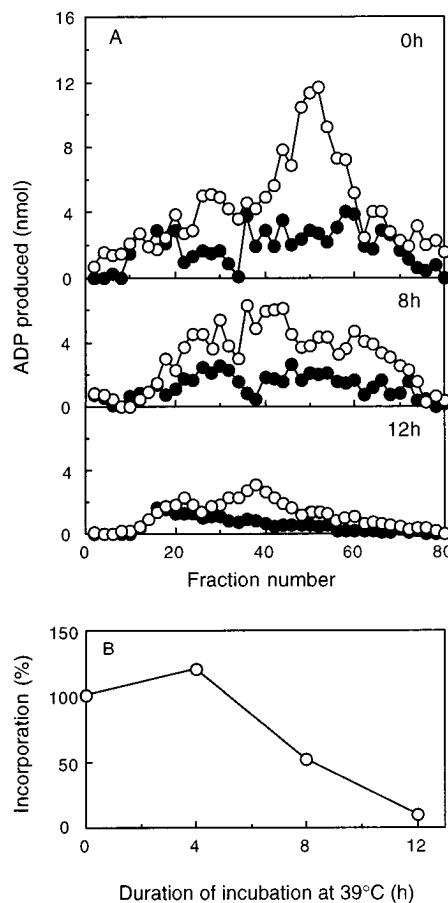 16
A
0h
12
8
4
0
ADP produced (nmol)
8h
4
0
12h
4
0
0 20 40 60 80
Fraction number
150
B
100
50
0
Incorporation (%)
0 4 8 12
Duration of incubation at 39°C (h)